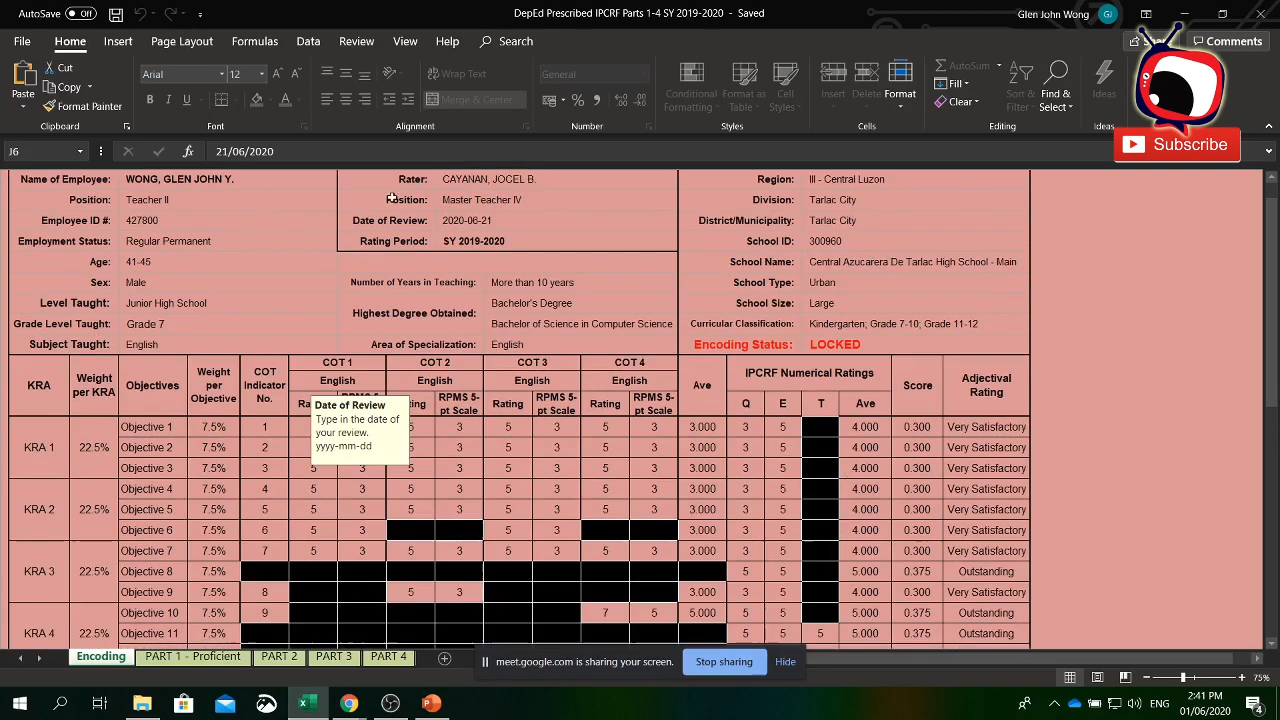 AutoSave Off DepEd Prescribed IPCRF Parts 1-4 SY 2019-2020 - Saved Glen John Wong GJ
File Home Insert Page Layout Formulas Data Review View Help Search Share Comments
Paste Cut Copy Format Painter Clipboard
Arial 12 Font
Wrap Text Merge & Center Alignment
General Number
Conditional Formatting Format as Table Cell Styles Styles
Insert Delete Format Cells
AutoSum Fill Clear Sort & Filter Find & Select Editing
Ideas Ideas
Subscribe
J6 fx 21/06/2020
Name of Employee: WONG, GLEN JOHN Y. Rater: CAYANAN, JOCEL B. Region: III - Central Luzon
Position: Teacher II Position: Master Teacher IV Division: Tarlac City
Employee ID #: 427800 Date of Review: 2020-06-21 District/Municipality: Tarlac City
Employment Status: Regular Permanent Rating Period: SY 2019-2020 School ID: 300960
Age: 41-45 School Name: Central Azucarera De Tarlac High School - Main
Sex: Male Number of Years in Teaching: More than 10 years School Type: Urban
Level Taught: Junior High School Highest Degree Obtained: Bachelor's Degree School Size: Large
Grade Level Taught: Grade 7 Bachelor of Science in Computer Science Curricular Classification: Kindergarten; Grade 7-10; Grade 11-12
Subject Taught: English Area of Specialization: English Encoding Status: LOCKED
KRA Weight per KRA Objectives Weight per Objective COT Indicator No. COT 1 COT 2 COT 3 COT 4 Ave IPCRF Numerical Ratings Score Adjectival Rating
English English English English
RPMS 5-pt Scale Rating RPMS 5-pt Scale Rating RPMS 5-pt Scale Q E T Ave
Date of Review
Type in the date of
your review.
yyyy-mm-dd
Objective 1 7.5% 1 5 3 5 3 5 3 3.000 3 5 4.000 0.300 Very Satisfactory
KRA 1 22.5% Objective 2 7.5% 2 5 3 5 3 5 3 3.000 3 5 4.000 0.300 Very Satisfactory
Objective 3 7.5% 3 5 3 5 3 5 3 5 3 3.000 3 5 4.000 0.300 Very Satisfactory
Objective 4 7.5% 4 5 3 5 3 5 3 5 3 3.000 3 5 4.000 0.300 Very Satisfactory
KRA 2 22.5% Objective 5 7.5% 5 5 3 5 3 5 3 5 3 3.000 3 5 4.000 0.300 Very Satisfactory
Objective 6 7.5% 6 5 3 5 3 3.000 3 5 4.000 0.300 Very Satisfactory
Objective 7 7.5% 7 5 3 5 3 5 3 5 3 3.000 3 5 4.000 0.300 Very Satisfactory
KRA 3 22.5% Objective 8 7.5% 5 5 5.000 0.375 Outstanding
Objective 9 7.5% 8 5 3 3.000 3 5 4.000 0.300 Very Satisfactory
Objective 10 7.5% 9 7 5 5.000 5 5 5.000 0.375 Outstanding
KRA 4 22.5% Objective 11 7.5% 5 5 5 5.000 0.375 Outstanding
Encoding PART 1 - Proficient PART 2 PART 3 PART 4
meet.google.com is sharing your screen. Stop sharing Hide
75%
2:41 PM
01/06/2020
4